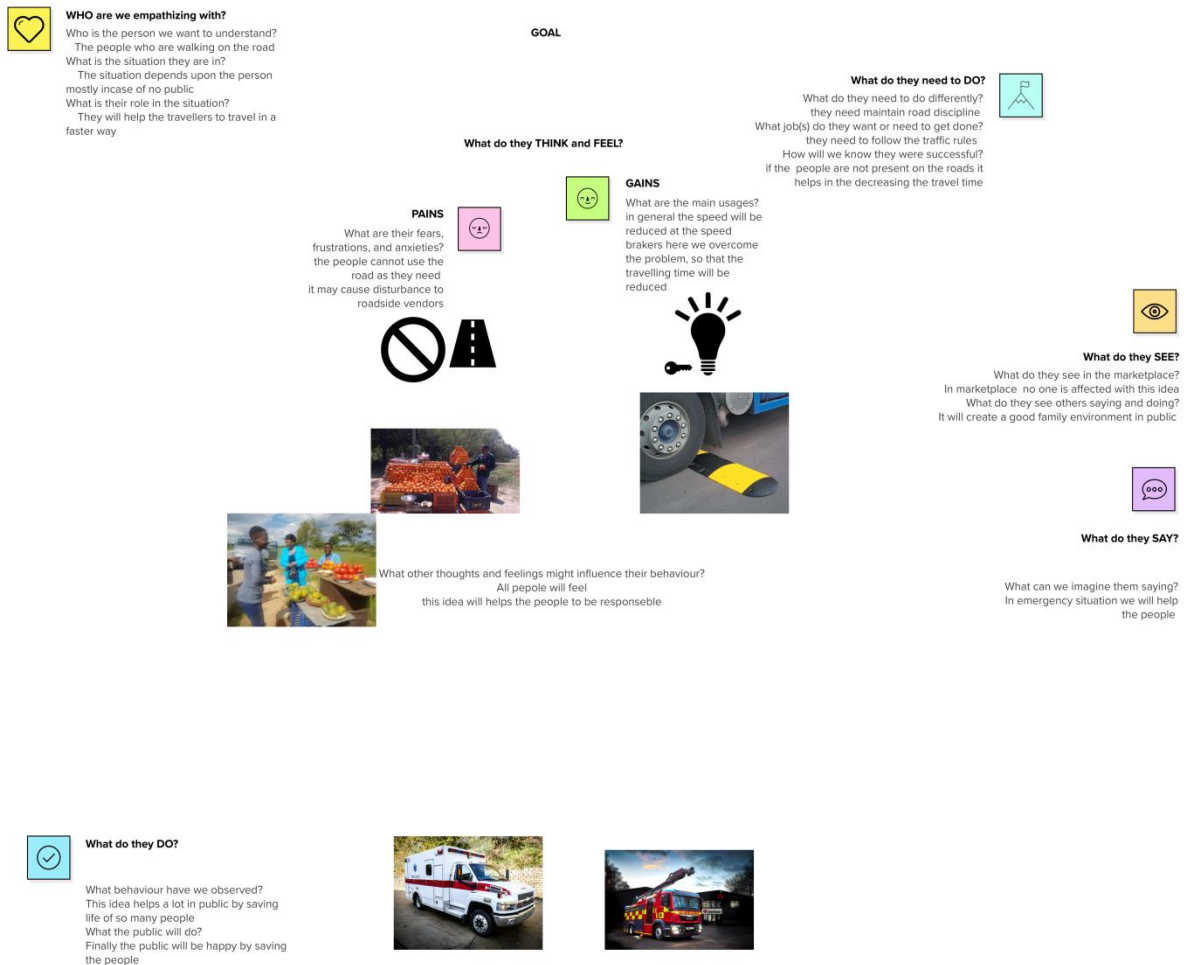 WHO are we empathizing with?
Who is the person we want to understand?
The people who are walking on the road
What is the situation they are in?
The situation depends upon the person
mostly incase of no public
What is their role in the situation?
They will help the travellers to travel in a
faster way
GOAL
What do they need to DO?
What do they need to do differently?
they need maintain road discipline
What job(s) do they want or need to get done?
they need to follow the traffic rules
How will we know they were successful?
if the people are not present on the roads it
helps in the decreasing the travel time
What do they THINK and FEEL?
PAINS
What are their fears,
frustrations, and anxieties?
the people cannot use the
road as they need
it may cause disturbance to
roadside vendors
GAINS
What are the main usages?
in general the speed will be
reduced at the speed
brakers here we overcome
the problem, so that the
travelling time will be
reduced
What do they SEE?
What do they see in the marketplace?
In marketplace no one is affected with this idea
What do they see others saying and doing?
It will create a good family environment in public
What do they SAY?
What can we imagine them saying?
In emergency situation we will help
the people
What other thoughts and feelings might influence their behaviour?
All pepole will feel
this idea will helps the people to be responseble
What do they DO?
What behaviour have we observed?
This idea helps a lot in public by saving
life of so many people
What the public will do?
Finally the public will be happy by saving
the people